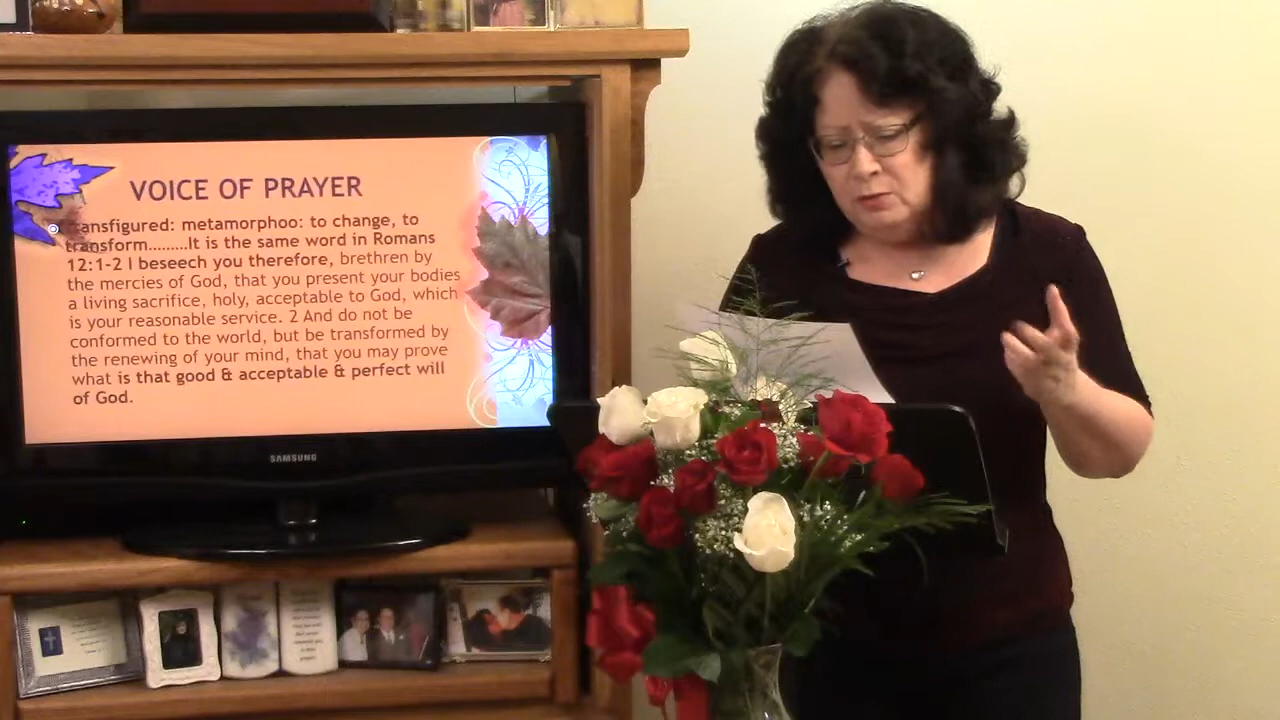 VOICE OF PRAYER
transfigured: metamorphoo: to change, to
transform.........It is the same word in Romans
12:1-2 I beseech you therefore, brethren by
the mercies of God, that you present your bodies
a living sacrifice, holy, acceptable to God, which
is your reasonable service. 2 And do not be
conformed to the world, but be transformed by
the renewing of your mind, that you may prove
what is that good & acceptable & perfect will
of God.
SAMSUNG